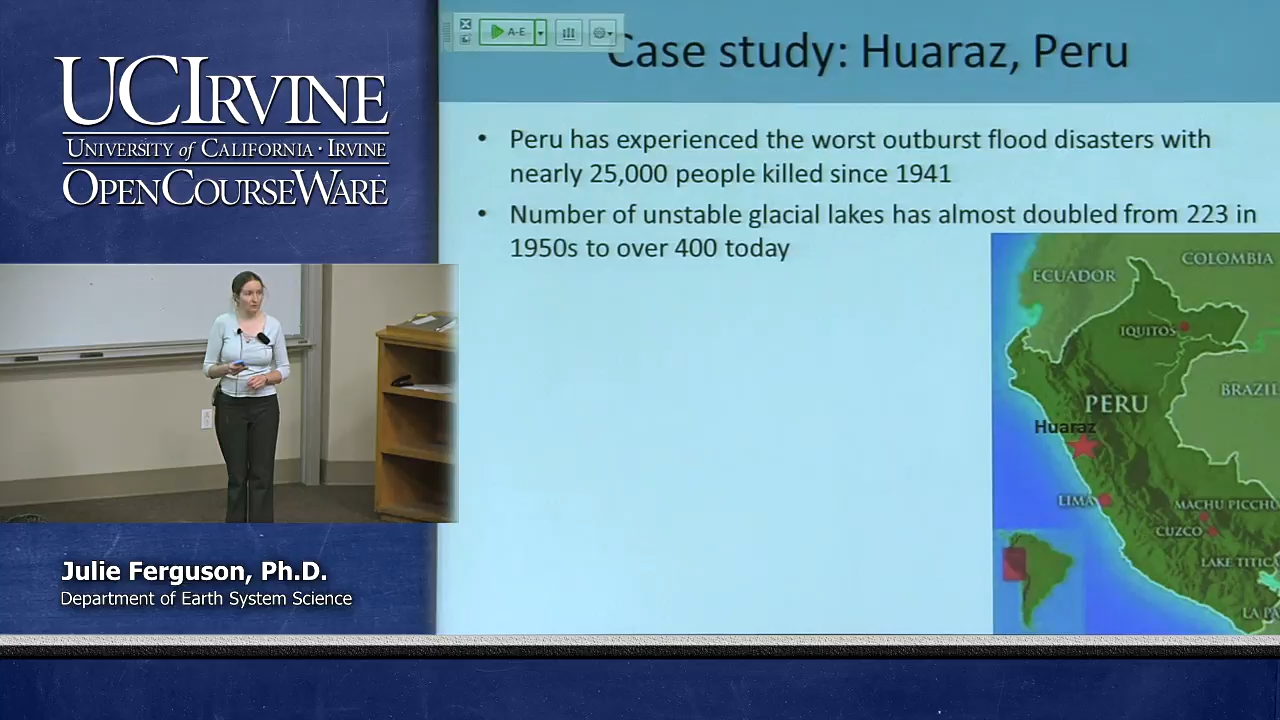 UCIRVINE
UNIVERSITY of CALIFORNIA · IRVINE
OPENCOURSEWARE
Julie Ferguson, Ph.D.
Department of Earth System Science
A-E
Case study: Huaraz, Peru
• Peru has experienced the worst outburst flood disasters with
nearly 25,000 people killed since 1941
• Number of unstable glacial lakes has almost doubled from 223 in
1950s to over 400 today
COLOMBIA
ECUADOR
IQUITOS
BRAZIL
PERU
Huaraz
LIMA
MACHU PICCHU
CUZCO
LAKE TITICA
LA PA